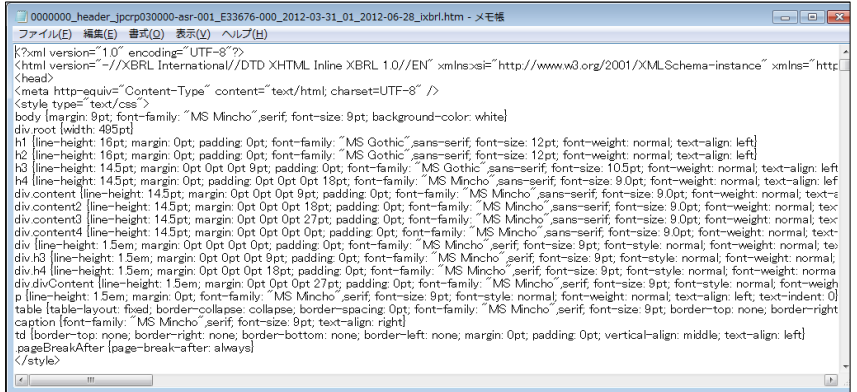 0000000_header_jpcrp030000-asr-001_E33676-000_2012-03-31_01_2012-06-28_ixbrl.htm - メモ帳
ファイル(F) 編集(E) 書式(O) 表示(V) ヘルプ(H)
<?xml version="1.0" encoding="UTF-8"?>
<html version="-//XBRL International//DTD XHTML Inline XBRL 1.0//EN" xmlns:xsi="http://www.w3.org/2001/XMLSchema-instance" xmlns="http
<head>
<meta http-equiv="Content-Type" content="text/html; charset=UTF-8" />
<style type="text/css">
body {margin: 9pt; font-family: "MS Mincho",serif; font-size: 9pt; background-color: white}
div.root {width: 495pt}
h1 {line-height: 16pt; margin: 0pt; padding: 0pt; font-family: "MS Gothic",sans-serif; font-size: 12pt; font-weight: normal; text-align: left}
h2 {line-height: 16pt; margin: 0pt; padding: 0pt; font-family: "MS Gothic",sans-serif; font-size: 12pt; font-weight: normal; text-align: left}
h3 {line-height: 14.5pt; margin: 0pt 0pt 0pt 9pt; padding: 0pt; font-family: "MS Gothic",sans-serif; font-size: 10.5pt; font-weight: normal; text-align: left
h4 {line-height: 14.5pt; margin: 0pt; padding: 0pt 0pt 0pt 18pt; font-family: "MS Mincho",sans-serif; font-size: 9.0pt; font-weight: normal; text-align: lef
div.content {line-height: 14.5pt; margin: 0pt 0pt 0pt 9pt; padding: 0pt; font-family: "MS Mincho",sans-serif; font-size: 9.0pt; font-weight: normal; text-a
div.content2 {line-height: 14.5pt; margin: 0pt 0pt 0pt 18pt; padding: 0pt; font-family: "MS Mincho",sans-serif; font-size: 9.0pt; font-weight: normal; tex
div.content3 {line-height: 14.5pt; margin: 0pt 0pt 0pt 27pt; padding: 0pt; font-family: "MS Mincho",sans-serif; font-size: 9.0pt; font-weight: normal; tex
div.content4 {line-height: 14.5pt; margin: 0pt 0pt 0pt 0pt; padding: 0pt; font-family: "MS Mincho",sans-serif; font-size: 9.0pt; font-weight: normal; text-
div {line-height: 1.5em; margin: 0pt 0pt 0pt 0pt; padding: 0pt; font-family: "MS Mincho",serif; font-size: 9pt; font-style: normal; font-weight: normal; te
div.h3 {line-height: 1.5em; margin: 0pt 0pt 0pt 9pt; padding: 0pt; font-family: "MS Mincho",serif; font-size: 9pt; font-style: normal; font-weight: normal;
div.h4 {line-height: 1.5em; margin: 0pt 0pt 0pt 18pt; padding: 0pt; font-family: "MS Mincho",serif; font-size: 9pt; font-style: normal; font-weight: norma
div.divContent {line-height: 1.5em; margin: 0pt 0pt 0pt 27pt; padding: 0pt; font-family: "MS Mincho",serif; font-size: 9pt; font-style: normal; font-weigh
p {line-height: 1.5em; margin: 0pt; font-family: "MS Mincho",serif; font-size: 9pt; font-style: normal; font-weight: normal; text-align: left; text-indent: 0}
table {table-layout: fixed; border-collapse: collapse; border-spacing: 0pt; font-family: "MS Mincho",serif; font-size: 9pt; border-top: none; border-right
caption {font-family: "MS Mincho",serif; font-size: 9pt; text-align: right}
td {border-top: none; border-right: none; border-bottom: none; border-left: none; margin: 0pt; padding: 0pt; vertical-align: middle; text-align: left}
.pageBreakAfter {page-break-after: always}
</style>